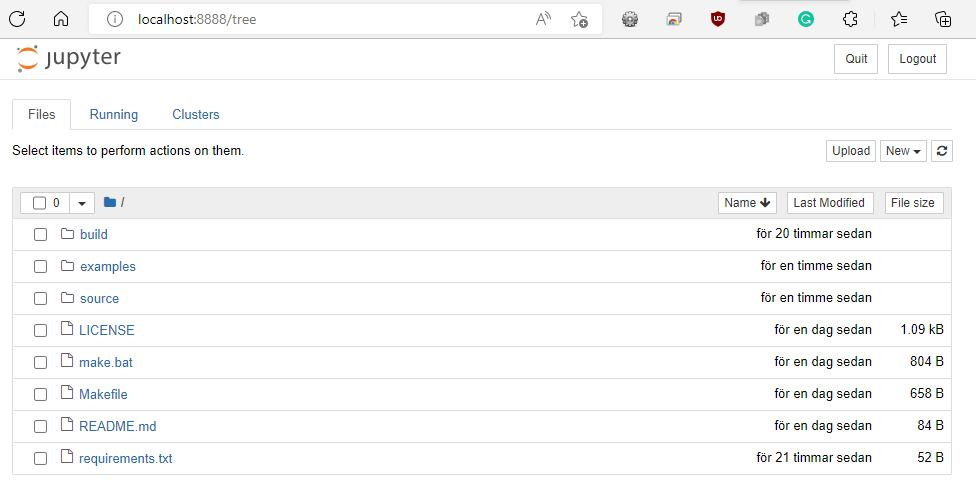 localhost:8888/tree
jupyter
Quit
Logout
Files
Running
Clusters
Select items to perform actions on them.
Upload
New
0
/
Name
Last Modified
File size
build för 20 timmar sedan
examples för en timme sedan
source för en timme sedan
LICENSE för en dag sedan 1.09 kB
make.bat för en dag sedan 804 B
Makefile för en dag sedan 658 B
README.md för en dag sedan 84 B
requirements.txt för 21 timmar sedan 52 B